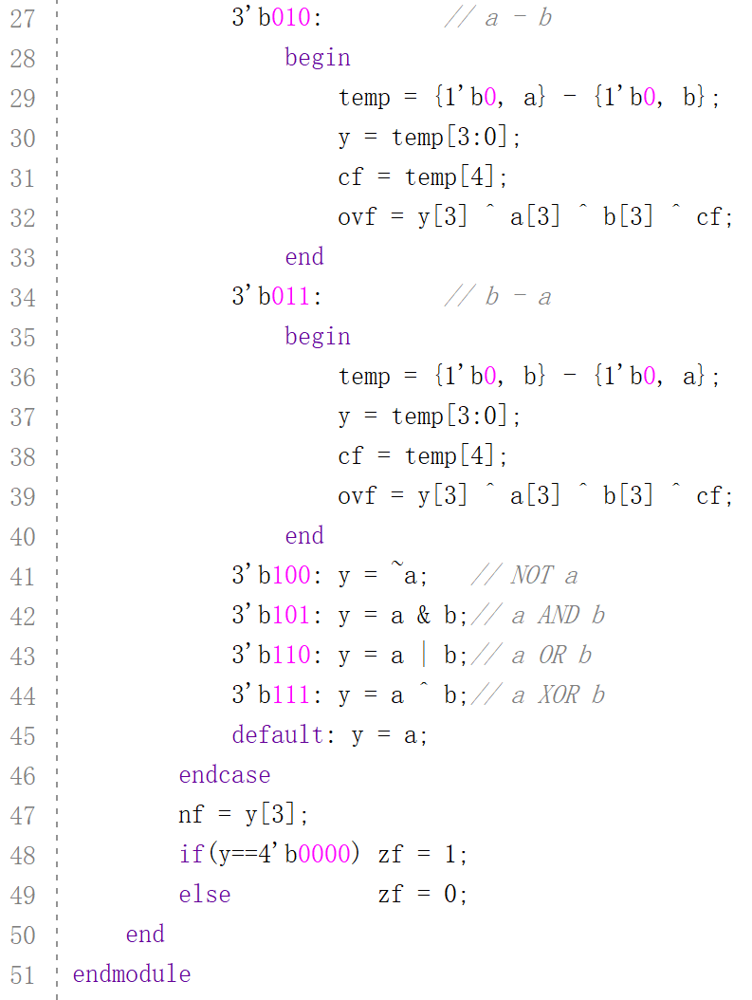 27 3'b010: // a - b
28 begin
29 temp = {1'b0, a} - {1'b0, b};
30 y = temp[3:0];
31 cf = temp[4];
32 ovf = y[3] ^ a[3] ^ b[3] ^ cf;
33 end
34 3'b011: // b - a
35 begin
36 temp = {1'b0, b} - {1'b0, a};
37 y = temp[3:0];
38 cf = temp[4];
39 ovf = y[3] ^ a[3] ^ b[3] ^ cf;
40 end
41 3'b100: y = ~a; // NOT a
42 3'b101: y = a & b;// a AND b
43 3'b110: y = a | b;// a OR b
44 3'b111: y = a ^ b;// a XOR b
45 default: y = a;
46 endcase
47 nf = y[3];
48 if(y==4'b0000) zf = 1;
49 else zf = 0;
50 end
51 endmodule